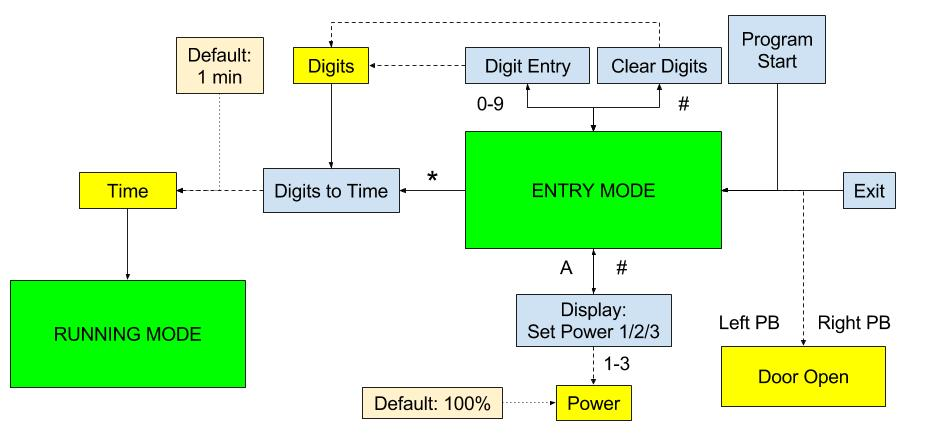 Program
Start
Default:
1 min
Digits
Digit Entry
Clear Digits
0-9
#
*
Time
Digits to Time
ENTRY MODE
Exit
A
#
RUNNING MODE
Display:
Set Power 1/2/3
Left PB
Right PB
1-3
Door Open
Default: 100%
Power